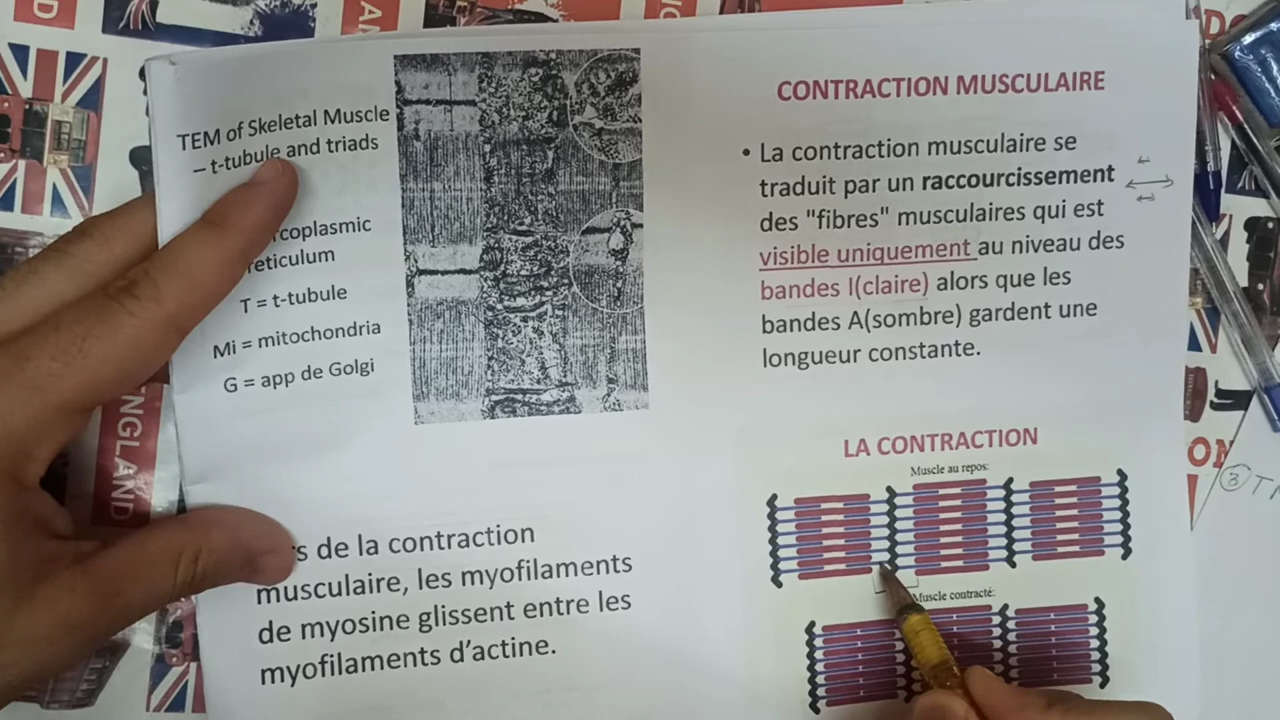 TEM of Skeletal Muscle
– t-tubule and triads
coplasmic
reticulum
T = t-tubule
Mi = mitochondria
G = app de Golgi
s de la contraction
musculaire, les myofilaments
de myosine glissent entre les
myofilaments d’actine.
CONTRACTION MUSCULAIRE
• La contraction musculaire se
traduit par un raccourcissement
des "fibres" musculaires qui est
visible uniquement au niveau des
bandes I(claire) alors que les
bandes A(sombre) gardent une
longueur constante.
LA CONTRACTION
Muscle au repos:
Muscle contracté:
ENGLAND
③